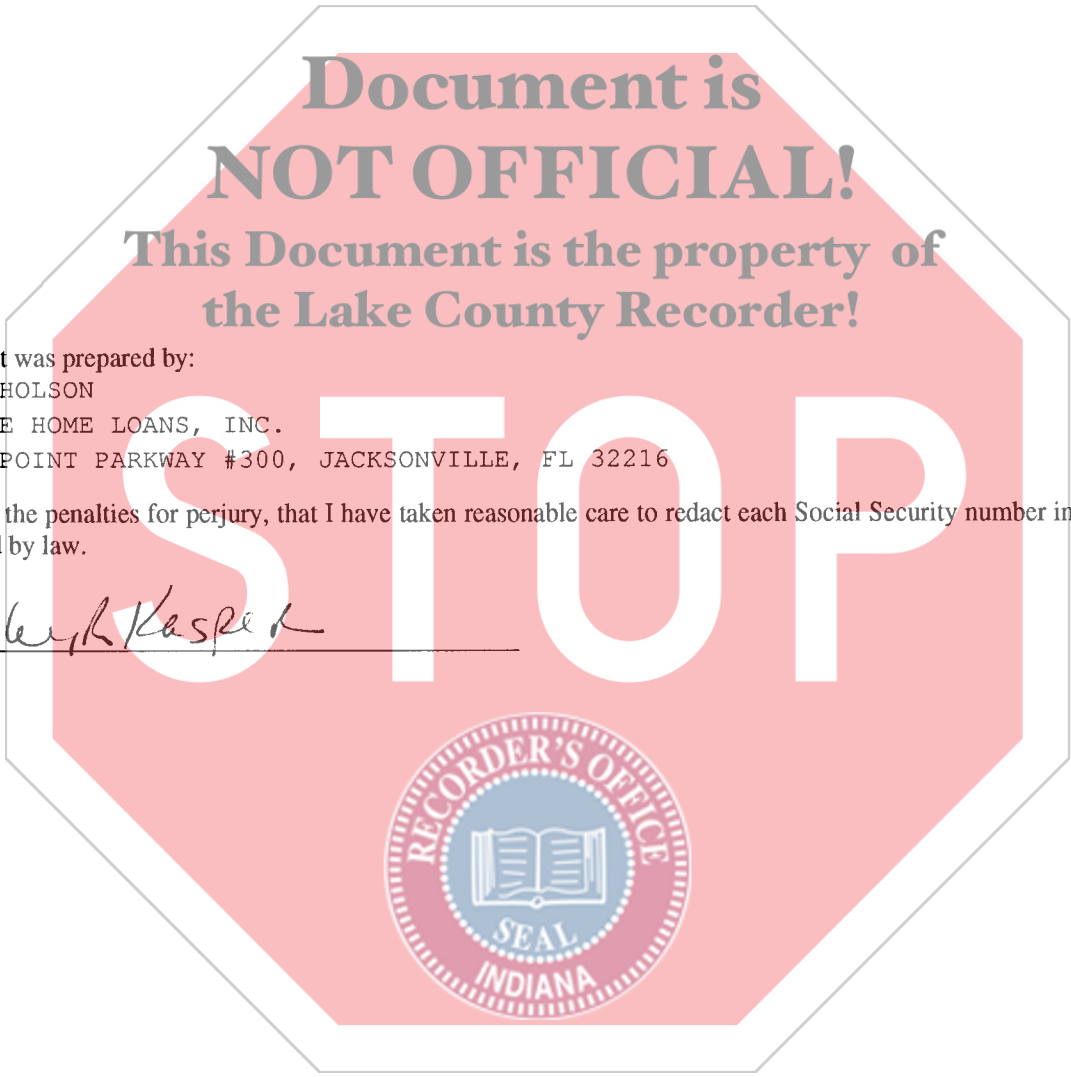 Document is
NOT OFFICIAL!
This Document is the property of
the Lake County Recorder!
t was prepared by:
HOLSON
E HOME LOANS, INC.
POINT PARKWAY #300, JACKSONVILLE, FL 32216
the penalties for perjury, that I have taken reasonable care to redact each Social Security number in
by law.
Kasper
STOP
RECORDER'S OFFICE
SEAL
INDIANA